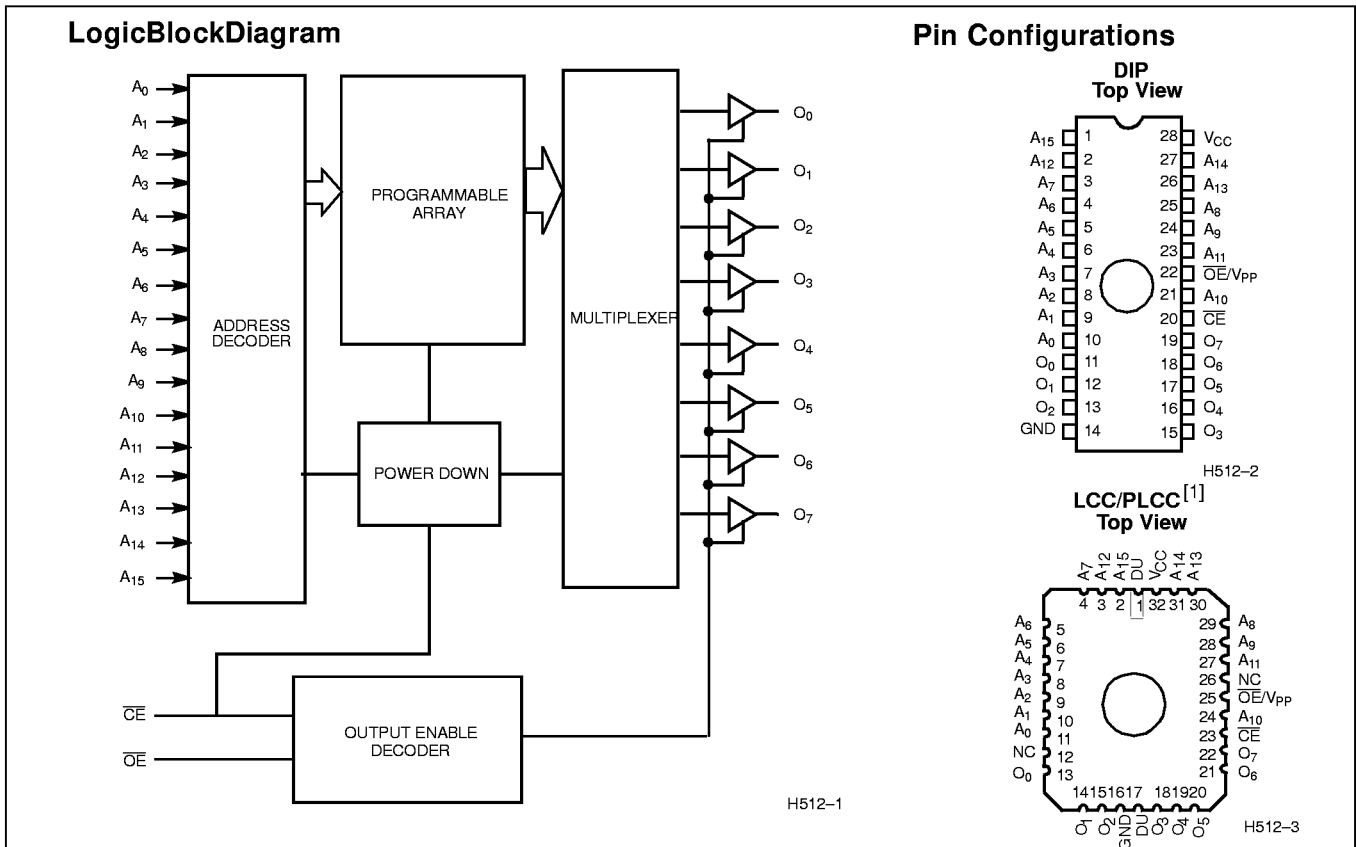 LogicBlockDiagram
A0
A1
A2
A3
A4
A5
A6
A7
A8
A9
A10
A11
A12
A13
A14
A15
ADDRESS
DECODER
PROGRAMMABLE
ARRAY
POWER DOWN
MULTIPLEXER
O0
O1
O2
O3
O4
O5
O6
O7
CE
OE
OUTPUT ENABLE
DECODER
H512–1
Pin Configurations
DIP
Top View
A15 1 28 VCC
A12 2 27 A14
A7 3 26 A13
A6 4 25 A8
A5 5 24 A9
A4 6 23 A11
A3 7 22 OE/VPP
A2 8 21 A10
A1 9 20 CE
A0 10 19 O7
O0 11 18 O6
O1 12 17 O5
O2 13 16 O4
GND 14 15 O3
H512–2
LCC/PLCC [1]
Top View
A7 A12 A15 DU VCC A14 A13
4 3 2 1 32 31 30
A6 5 29 A8
A5 6 28 A9
A4 7 27 A11
A3 8 26 NC
A2 9 25 OE/VPP
A1 10 24 A10
A0 11 23 CE
NC 12 22 O7
O0 13 21 O6
14 15 16 17 18 19 20
O1 O2 GND DU O3 O4 O5
H512–3